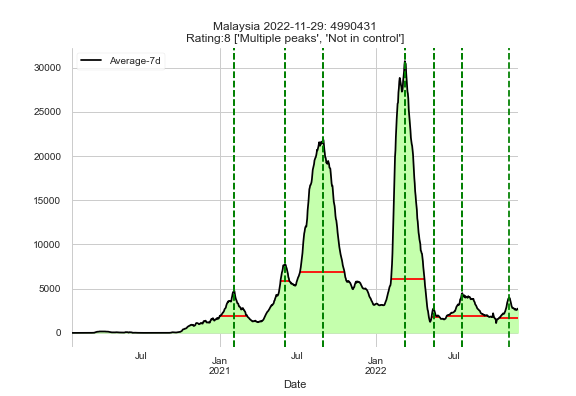 Malaysia 2022-11-29: 4990431
Rating:8 ['Multiple peaks', 'Not in control']
Average-7d
30000
25000
20000
15000
10000
5000
0
Jul
Jan
2021
Jul
Jan
2022
Jul
Date